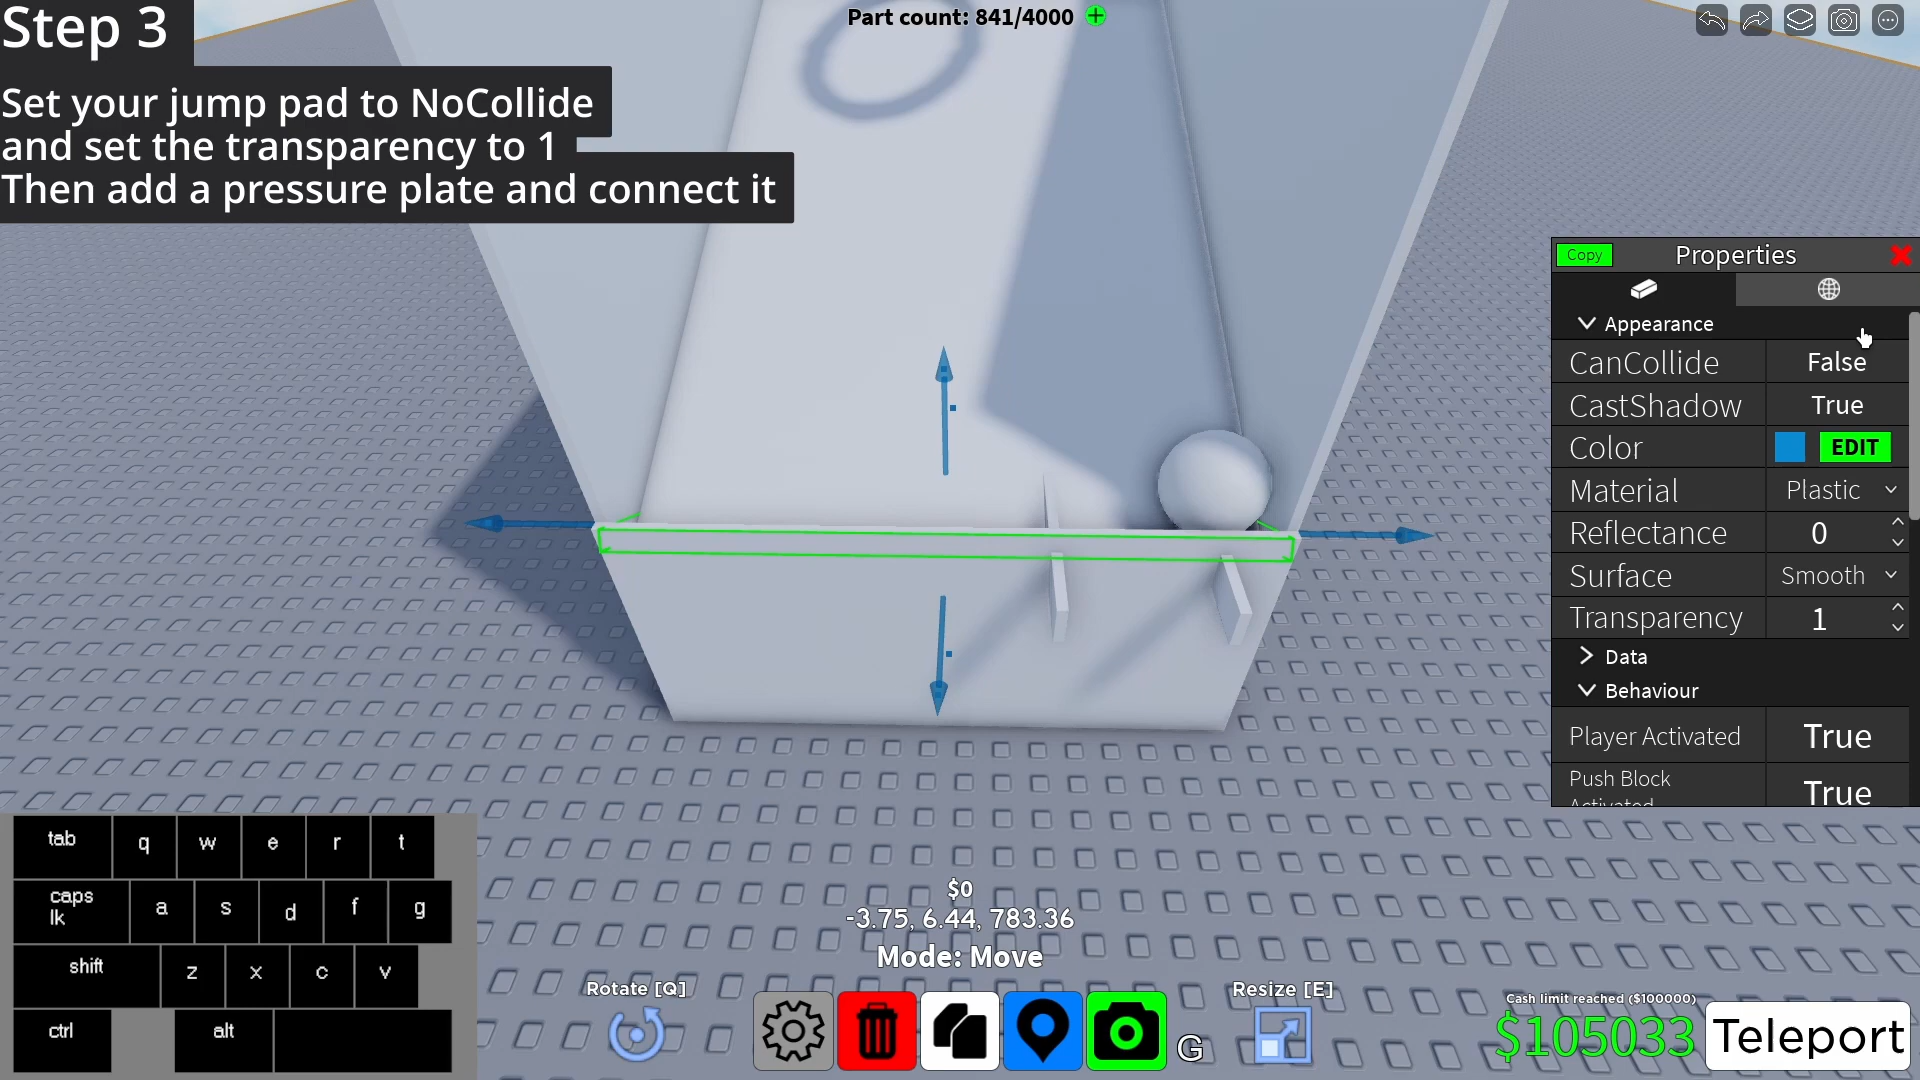 Step 3
Part count: 841/4000 +
Set your jump pad to NoCollide
and set the transparency to 1
Then add a pressure plate and connect it
Copy
Properties
Appearance
CanCollide False
CastShadow True
Color EDIT
Material Plastic
Reflectance 0
Surface Smooth
Transparency 1
Data
Behaviour
Player Activated True
Push Block
Activated True
tab q w e r t
caps
lk a s d f g
shift z x c v
ctrl alt
$0
-3.75, 6.44, 783.36
Mode: Move
Rotate [Q]
G
Resize [E]
Cash limit reached ($100000)
$105033
Teleport